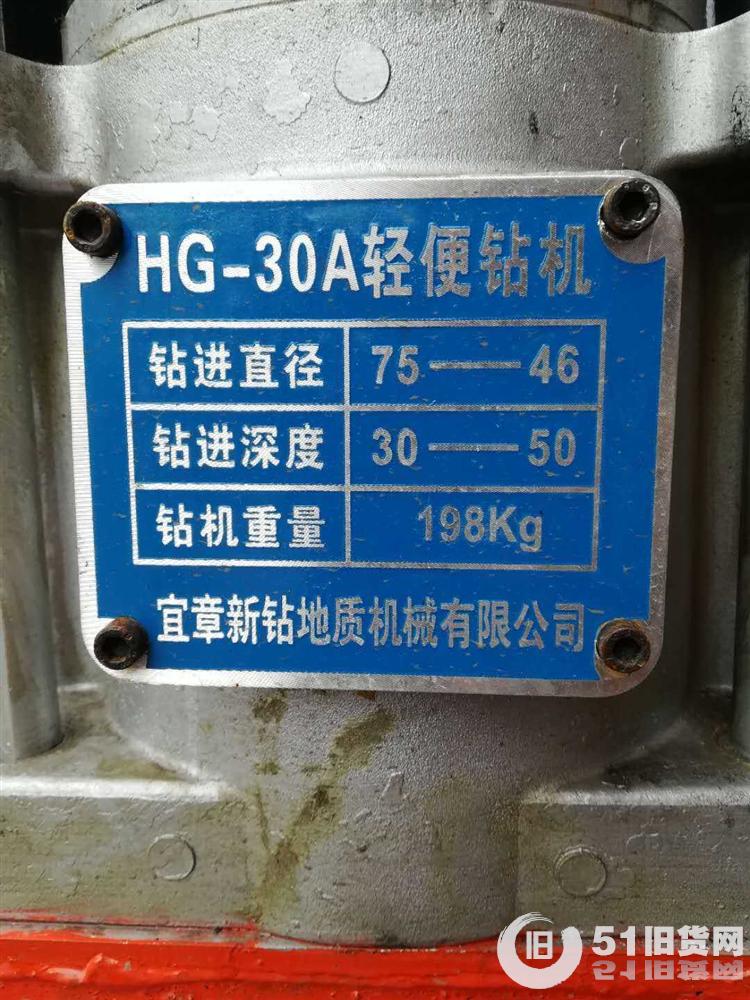 HG-30A轻便钻机
钻进直径 75——46
钻进深度 30——50
钻机重量 198Kg
宜章新钻地质机械有限公司
旧 51旧货网